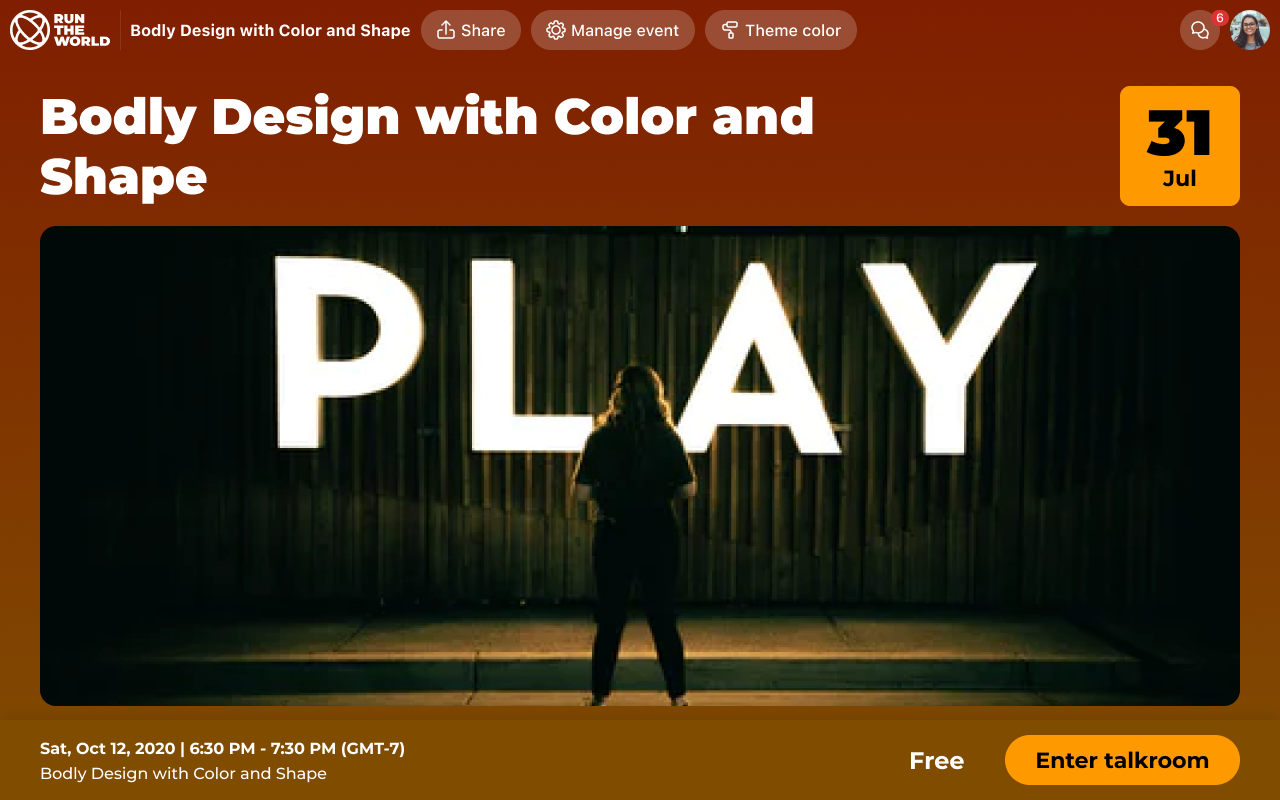 RUN
THE
WORLD
Bodly Design with Color and Shape
Share
Manage event
Theme color
6
Bodly Design with Color and
Shape
31
Jul
PLAY
Sat, Oct 12, 2020 | 6:30 PM - 7:30 PM (GMT-7)
Bodly Design with Color and Shape
Free
Enter talkroom